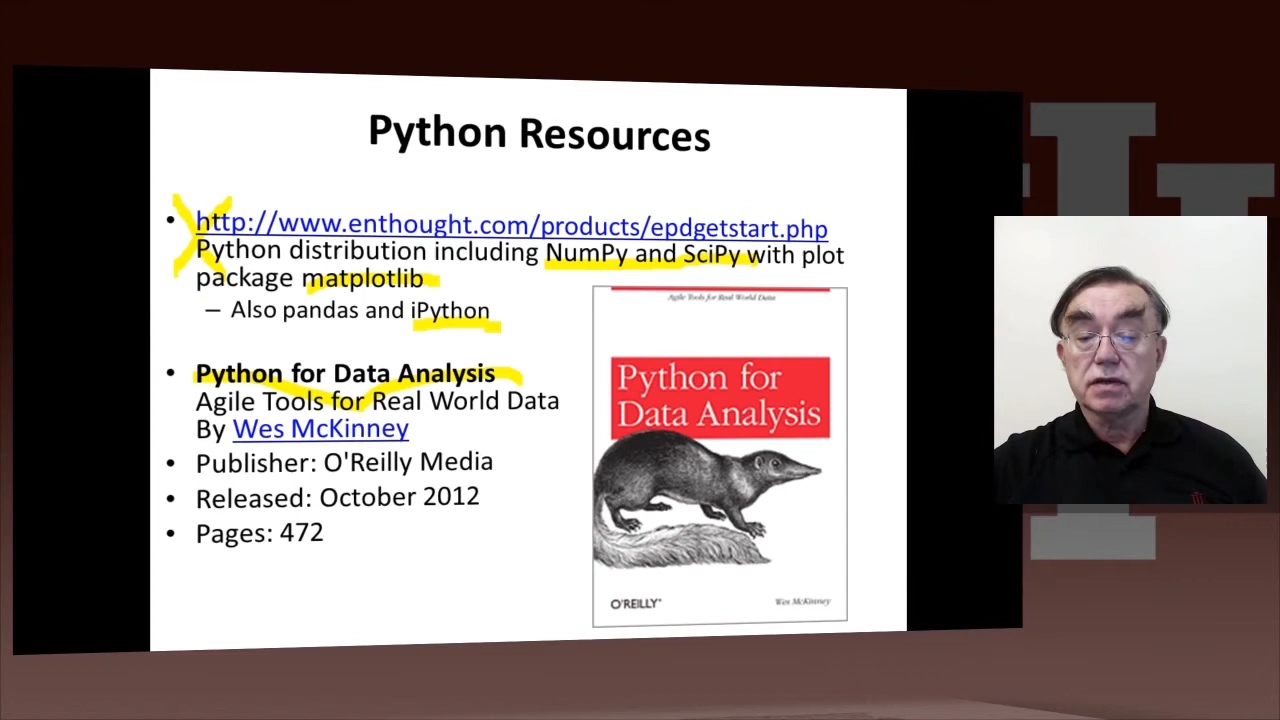 Python Resources
• http://www.enthought.com/products/epdgetstart.php
Python distribution including NumPy and SciPy with plot
package matplotlib
– Also pandas and iPython
• Python for Data Analysis
Agile Tools for Real World Data
By Wes McKinney
• Publisher: O'Reilly Media
• Released: October 2012
• Pages: 472
Agile Tools for Real World Data
Python for
Data Analysis
O'REILLY®
Wes McKinney